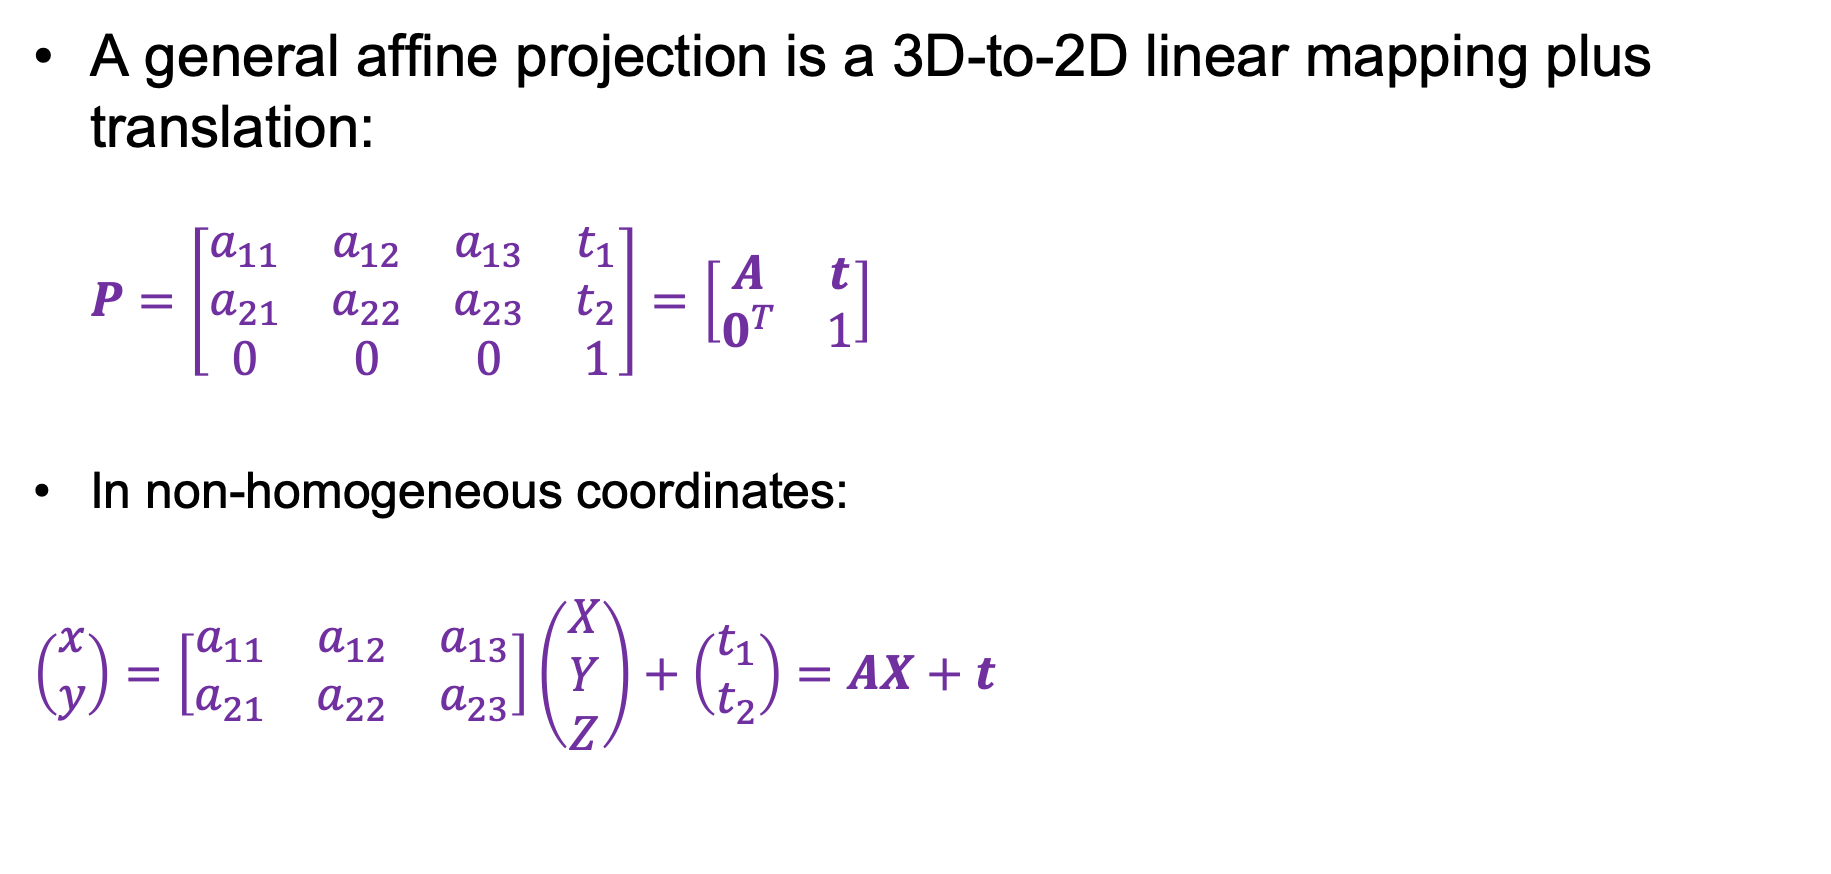 • A general affine projection is a 3D-to-2D linear mapping plus
translation:
P = [a₁₁ a₁₂ a₁₃ t₁; a₂₁ a₂₂ a₂₃ t₂; 0 0 0 1] = [A t; 0ᵀ 1]
• In non-homogeneous coordinates:
(x; y) = [a₁₁ a₁₂ a₁₃; a₂₁ a₂₂ a₂₃] (X; Y; Z) + (t₁; t₂) = AX + t